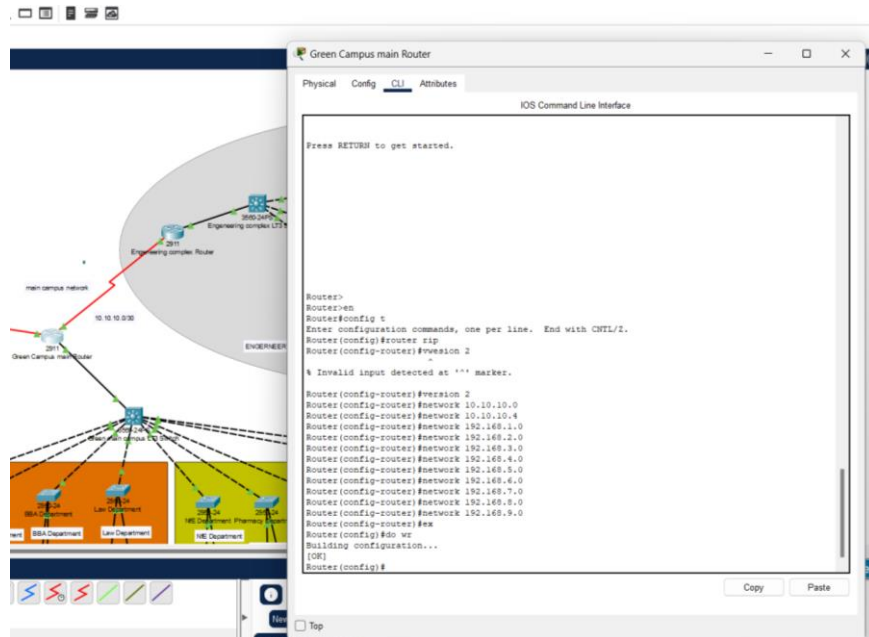 Green Campus main Router
Physical Config CLI Attributes
IOS Command Line Interface
Press RETURN to get started.
Router>
Router>en
Router#config t
Enter configuration commands, one per line. End with CNTL/Z.
Router(config)#router rip
Router(config-router)#vwesion 2
^
% Invalid input detected at '^' marker.
Router(config-router)#version 2
Router(config-router)#network 10.10.10.0
Router(config-router)#network 10.10.10.4
Router(config-router)#network 192.168.1.0
Router(config-router)#network 192.168.2.0
Router(config-router)#network 192.168.3.0
Router(config-router)#network 192.168.4.0
Router(config-router)#network 192.168.5.0
Router(config-router)#network 192.168.6.0
Router(config-router)#network 192.168.7.0
Router(config-router)#network 192.168.8.0
Router(config-router)#network 192.168.9.0
Router(config-router)#ex
Router(config)#do wr
Building configuration...
[OK]
Router(config)#
Copy Paste
Top
Engeneering complex
2911
Engeneering complex Router
main campus network
10.10.10.0/30
2911
Green Campus main Router
ENGERNEER
BBA Department
Law Department
NfE Department Pharmacy
BBA Department
Law Department
NfE Department
New